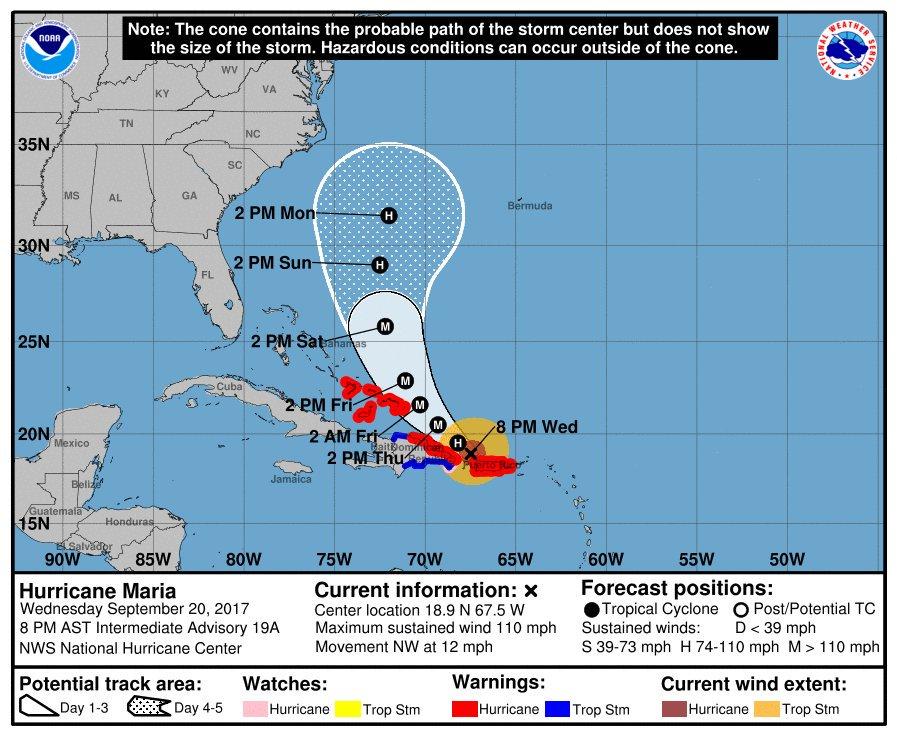 Note: The cone contains the probable path of the storm center but does not show
the size of the storm. Hazardous conditions can occur outside of the cone.
NOAA
NATIONAL WEATHER SERVICE
WV
KY
VA
TN
NC
35N
SC
MS
AL
GA
Bermuda
2 PM Mon
H
30N
2 PM Sun
H
FL
M
25N
2 PM Sat
Bahamas
M
Cuba
2 PM Fri
M
M
8 PM Wed
20N
2 AM Fri
H
Mexico
Haiti
Dominican
Republic
2 PM Thu
Puerto Rico
Jamaica
Belize
Guatemala
Honduras
15N
El Salvador
90W 85W 80W 75W 70W 65W 60W 55W 50W
Hurricane Maria
Wednesday September 20, 2017
8 PM AST Intermediate Advisory 19A
NWS National Hurricane Center
Current information: ×
Center location 18.9 N 67.5 W
Maximum sustained wind 110 mph
Movement NW at 12 mph
Forecast positions:
Tropical Cyclone Post/Potential TC
Sustained winds: D < 39 mph
S 39-73 mph H 74-110 mph M > 110 mph
Potential track area:
Day 1-3 Day 4-5
Watches:
Hurricane Trop Stm
Warnings:
Hurricane Trop Stm
Current wind extent:
Hurricane Trop Stm